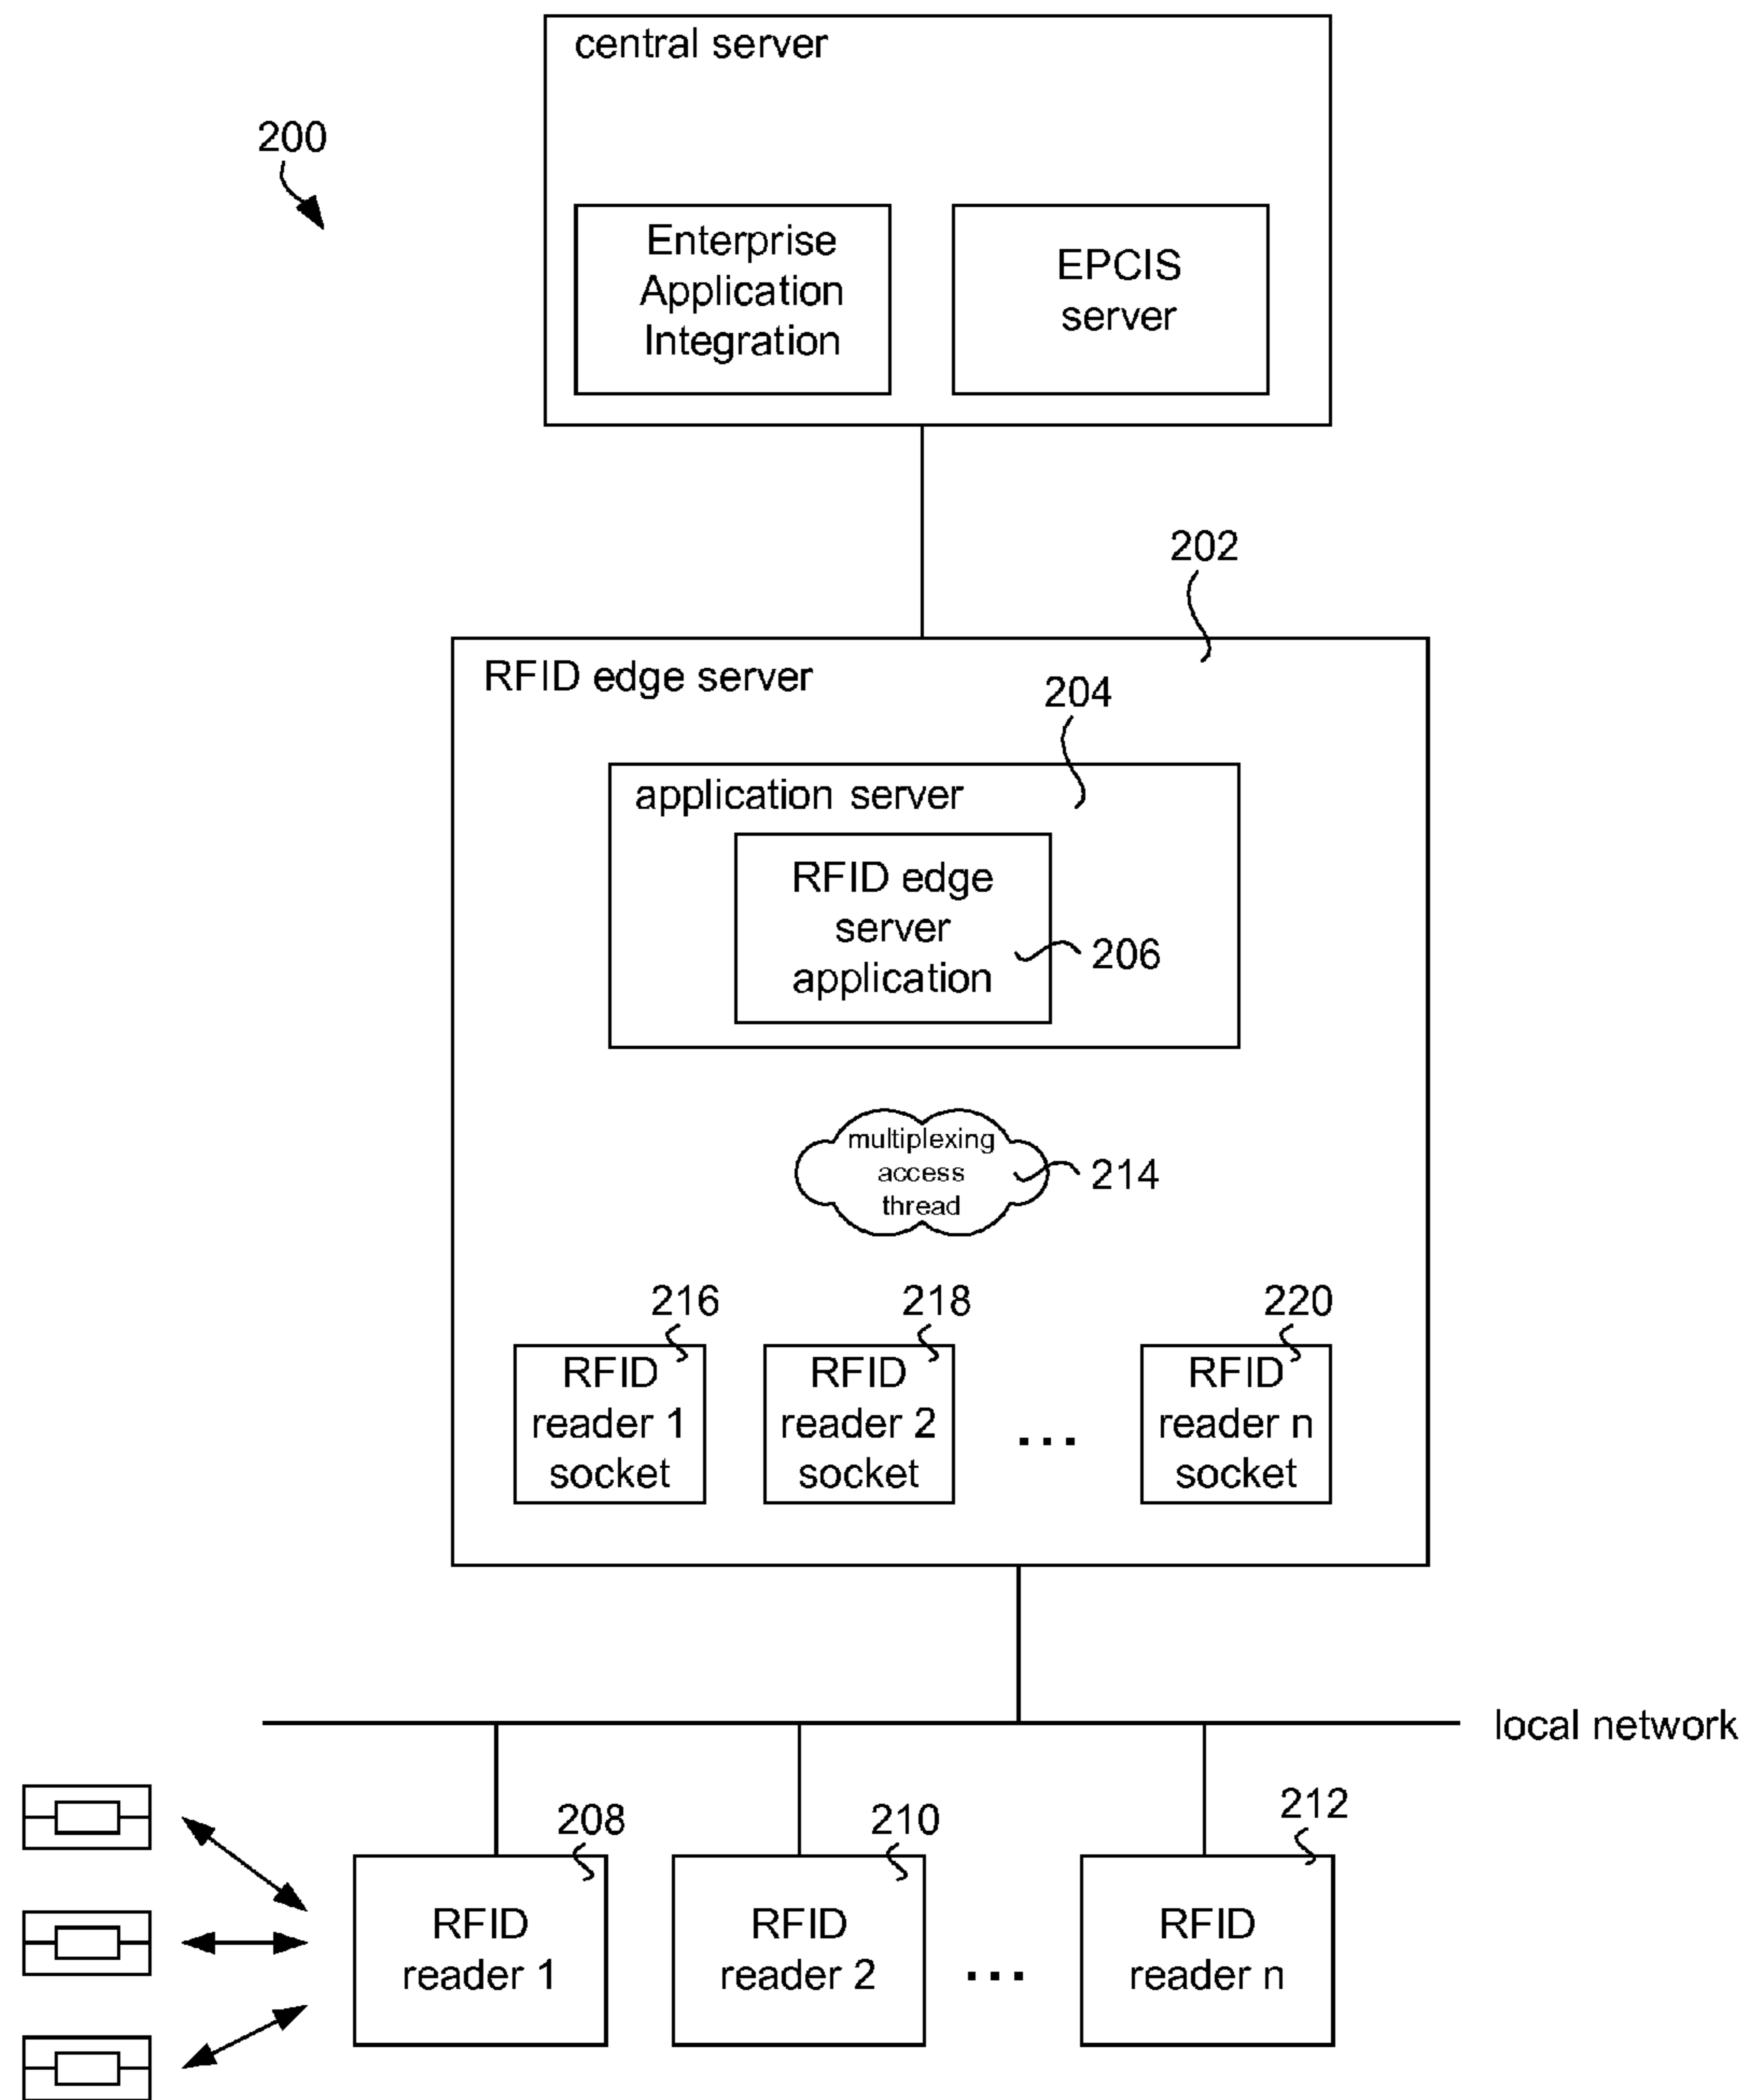 central server
200
Enterprise
Application
Integration
EPCIS
server
202
RFID edge server
204
application server
RFID edge
server
application
206
multiplexing
access
thread
214
216
218
220
RFID
reader 1
socket
RFID
reader 2
socket
...
RFID
reader n
socket
local network
208
210
212
RFID
reader 1
RFID
reader 2
...
RFID
reader n